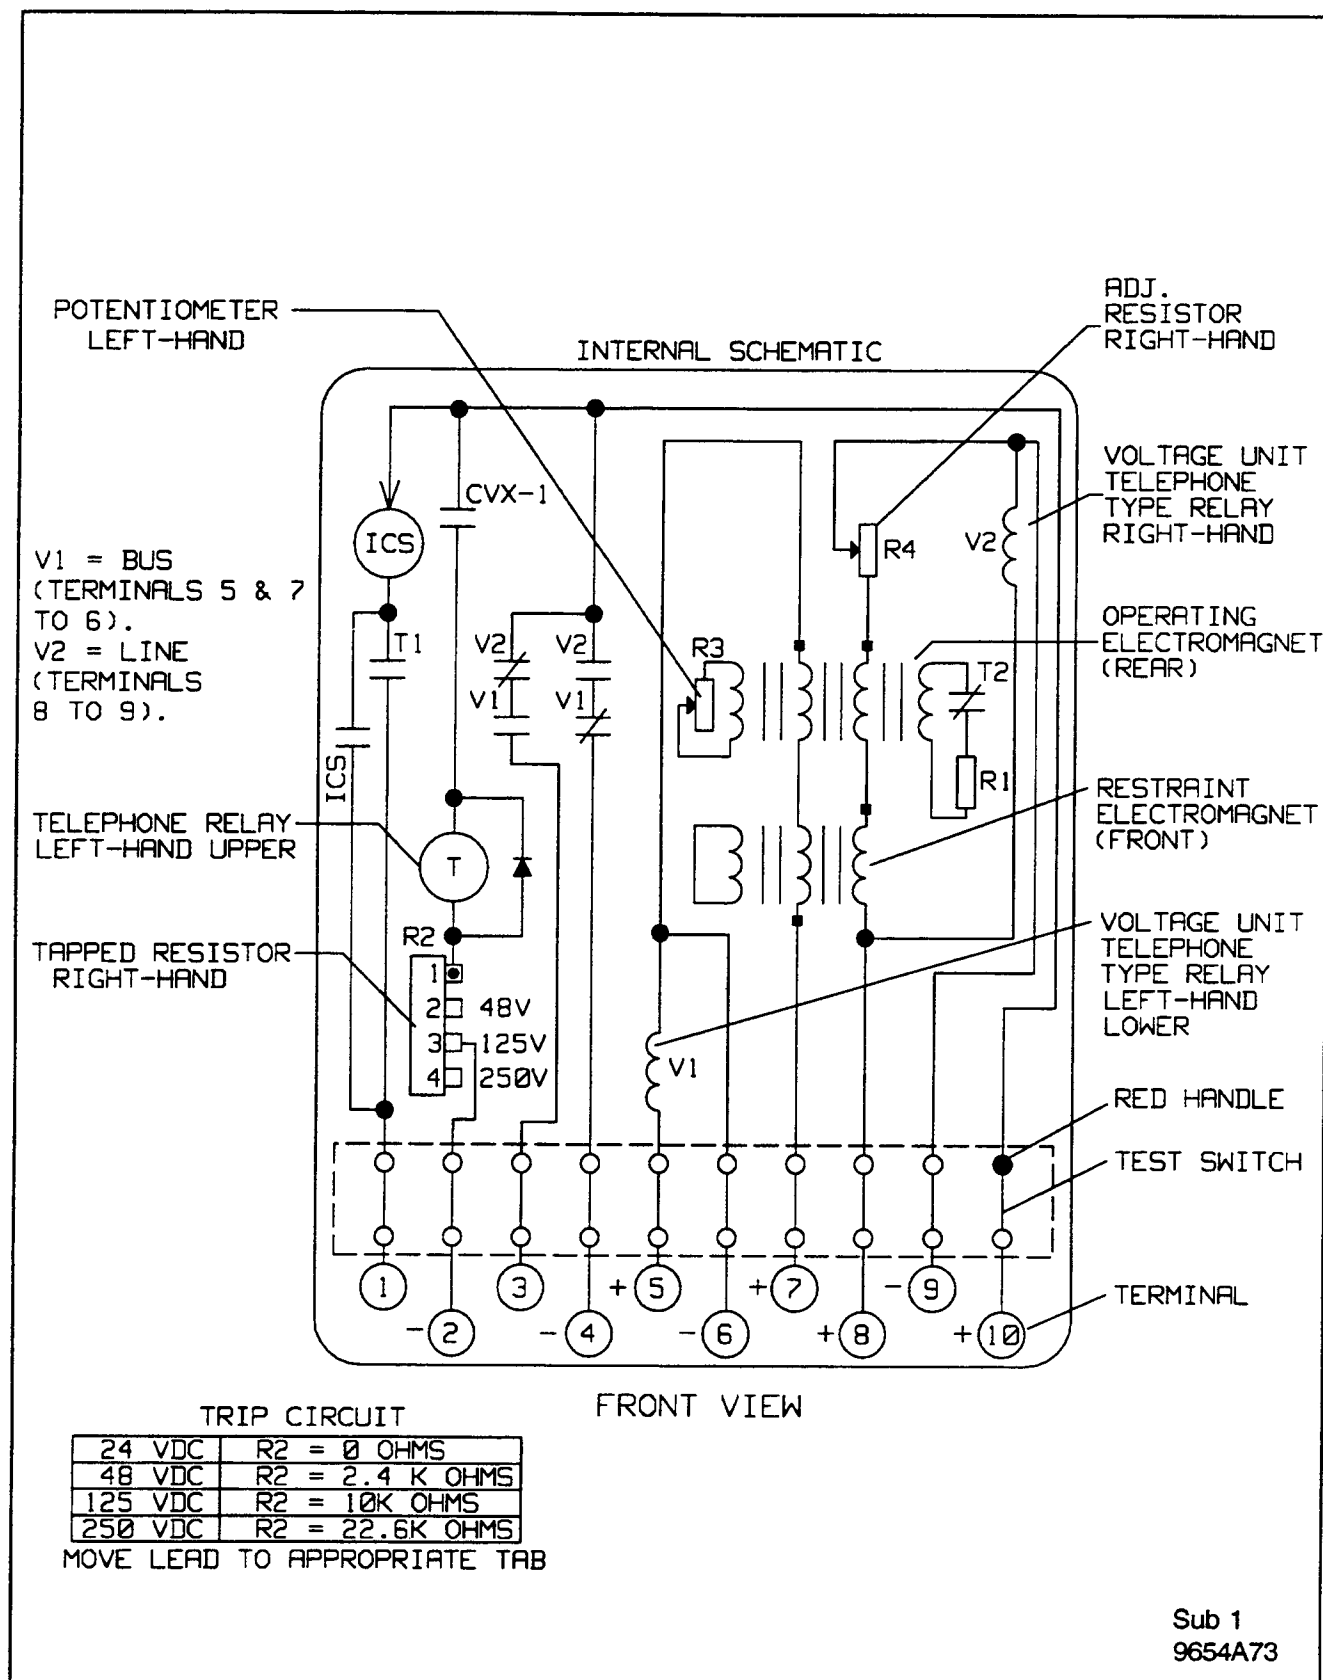 POTENTIOMETER
LEFT-HAND
ADJ.
RESISTOR
RIGHT-HAND
INTERNAL SCHEMATIC
VOLTAGE UNIT
TELEPHONE
TYPE RELAY
RIGHT-HAND
CVX-1
ICS
R4
V2
V1 = BUS
(TERMINALS 5 & 7
TO 6).
V2 = LINE
(TERMINALS
8 TO 9).
T1
V2
V2
V1
V1
R3
T2
OPERATING
ELECTROMAGNET
(REAR)
ICS
R1
RESTRAINT
ELECTROMAGNET
(FRONT)
TELEPHONE RELAY
LEFT-HAND UPPER
T
R2
TAPPED RESISTOR
RIGHT-HAND
1
2 48V
3 125V
4 250V
V1
VOLTAGE UNIT
TELEPHONE
TYPE RELAY
LEFT-HAND
LOWER
RED HANDLE
TEST SWITCH
1 3 +5 +7 -9
-2 -4 -6 +8 +10
TERMINAL
FRONT VIEW
TRIP CIRCUIT
24 VDC R2 = 0 OHMS
48 VDC R2 = 2.4 K OHMS
125 VDC R2 = 10K OHMS
250 VDC R2 = 22.6K OHMS
MOVE LEAD TO APPROPRIATE TAB
Sub 1
9654A73